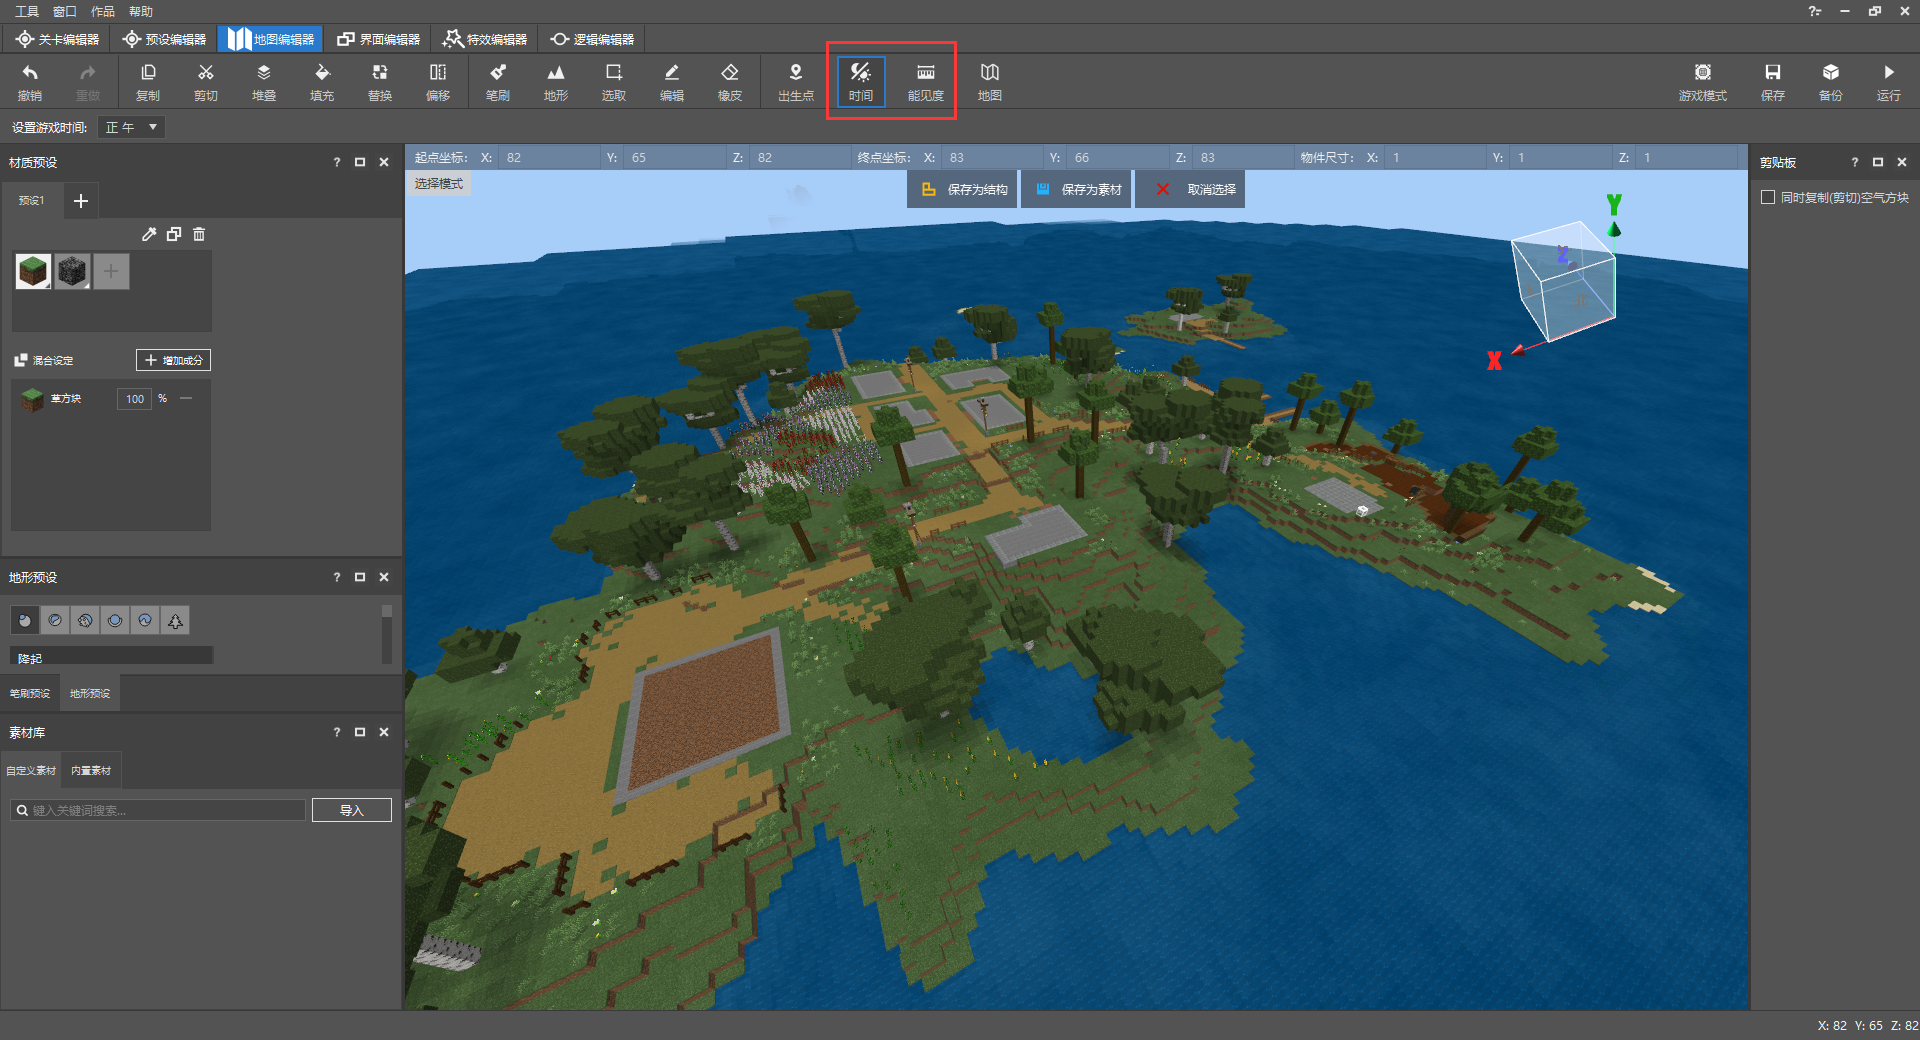 工具 窗口 作品 帮助
关卡编辑器 预设编辑器 地图编辑器 界面编辑器 特效编辑器 逻辑编辑器
撤销 重做 复制 剪切 堆叠 填充 替换 偏移 笔刷 地形 选取 编辑 橡皮 出生点 时间 能见度 地图 游戏模式 保存 备份 运行
设置游戏时间: 正午
材质预设
起点坐标: X: 82 Y: 65 Z: 82 终点坐标: X: 83 Y: 66 Z: 83 物件尺寸: X: 1 Y: 1 Z: 1
剪贴板
选择模式
保存为结构 保存为素材 取消选择
同时复制(剪切)空气方块
预设1
Y
Z
X
混合设定 增加成分
草方块 100 %
地形预设
隆起
笔刷预设 地形预设
素材库
自定义素材 内置素材
键入关键词搜索... 导入
X: 82 Y: 65 Z: 82